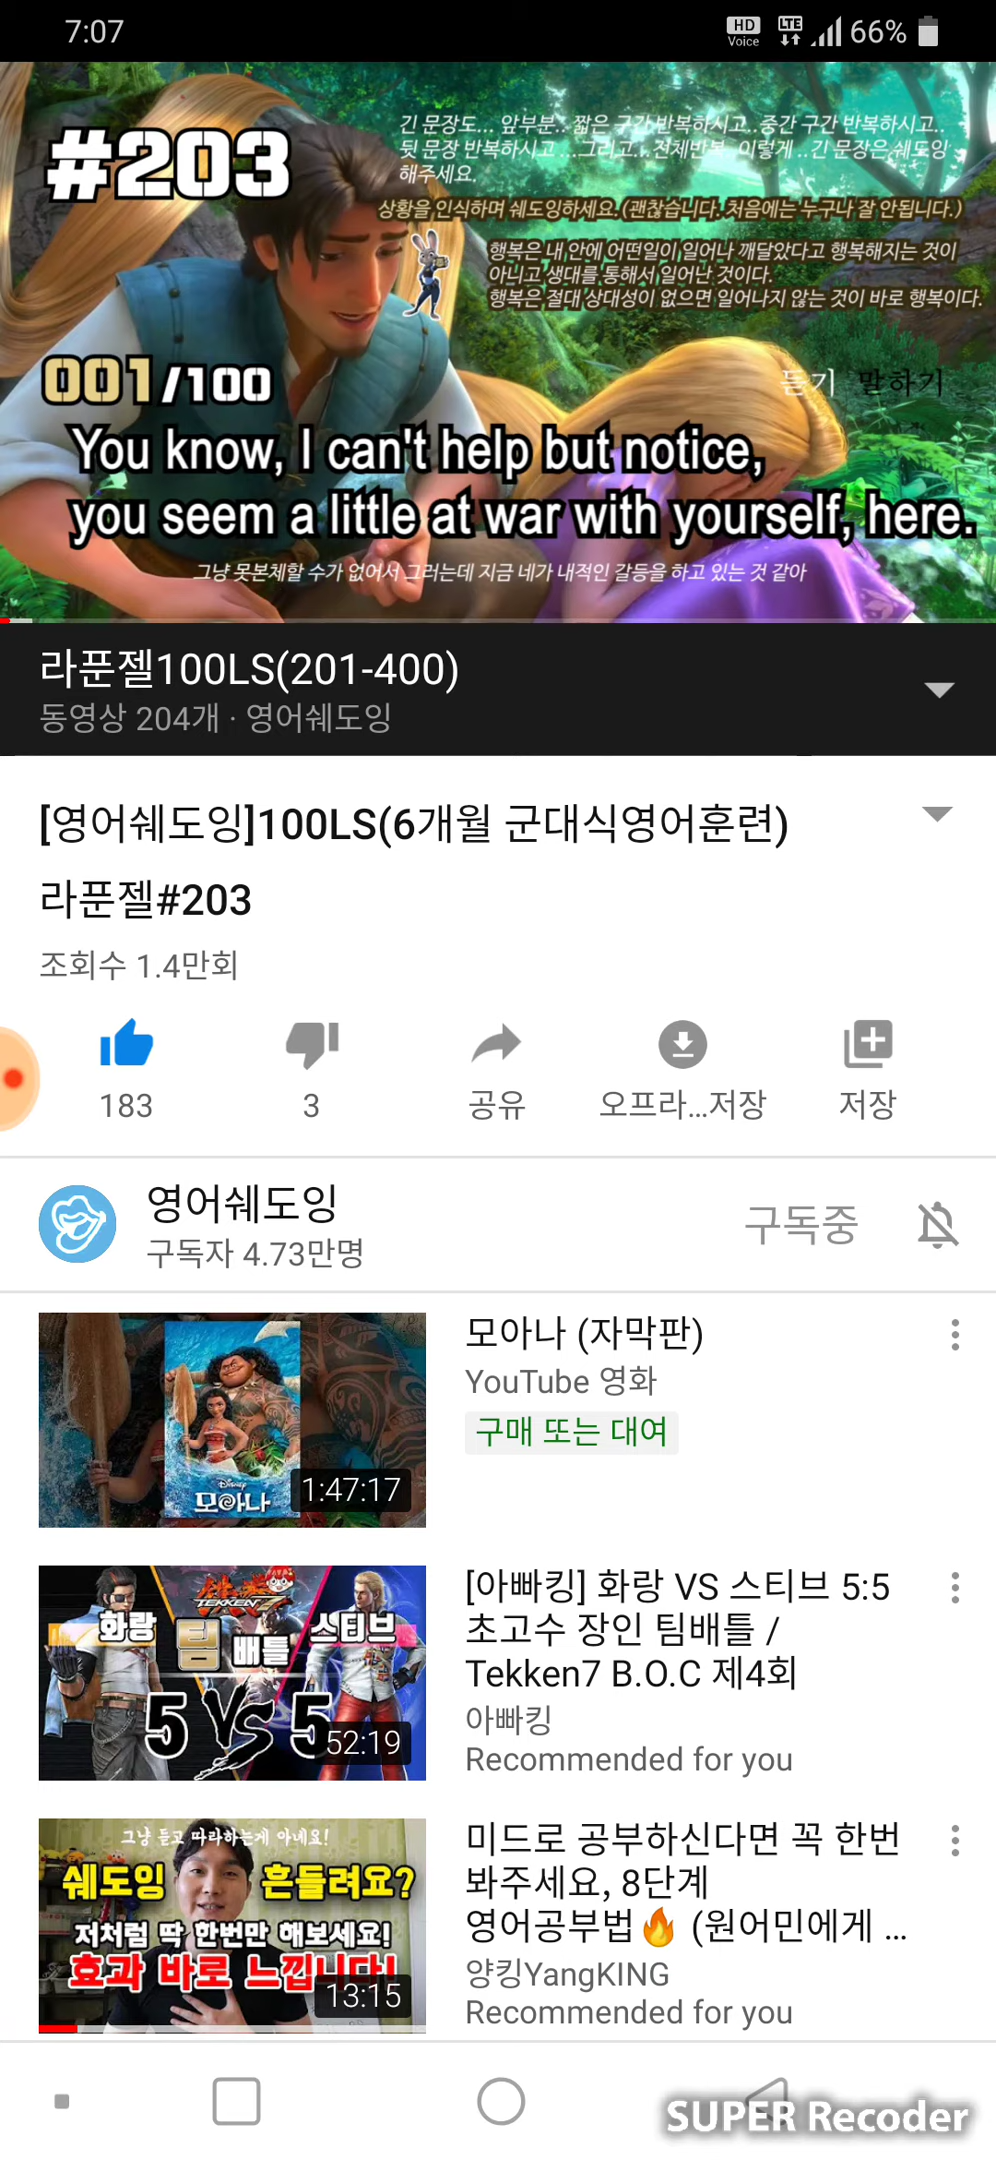 7:07
HD Voice LTE 66%
#203
긴 문장도... 앞부분.. 짧은 구간 반복하시고..중간 구간 반복하시고..
뒷 문장 반복하시고 ...그리고...전체반복 이렇게 ..긴 문장은 쉐도잉
해주세요.
상황을 인식하며 쉐도잉하세요.(괜찮습니다. 처음에는 누구나 잘 안됩니다.)
행복은 내 안에 어떤일이 일어나 깨달았다고 행복해지는 것이
아니고 생대를 통해서 일어난 것이다.
행복은 절대 상대성이 없으면 일어나지 않는 것이 바로 행복이다.
001/100
듣기 말하기
You know, I can't help but notice,
you seem a little at war with yourself, here.
그냥 못본체할 수가 없어서 그러는데 지금 네가 내적인 갈등을 하고 있는 것 같아
라푼젤100LS(201-400)
동영상 204개 · 영어쉐도잉
[영어쉐도잉]100LS(6개월 군대식영어훈련)
라푼젤#203
조회수 1.4만회
183 3 공유 오프라...저장 저장
영어쉐도잉
구독자 4.73만명
구독중
Disney
모아나
1:47:17
모아나 (자막판)
YouTube 영화
구매 또는 대여
TEKKEN 7
화랑 팀 배틀 스티브
5 VS 5
52:19
[아빠킹] 화랑 VS 스티브 5:5
초고수 장인 팀배틀 /
Tekken7 B.O.C 제4회
아빠킹
Recommended for you
그냥 듣고 따라하는게 아네요!
쉐도잉 흔들려요?
저처럼 딱 한번만 해보세요!
효과 바로 느낍니다!
13:15
미드로 공부하신다면 꼭 한번
봐주세요, 8단계
영어공부법🔥 (원어민에게 ...
양킹YangKING
Recommended for you
SUPER Recoder